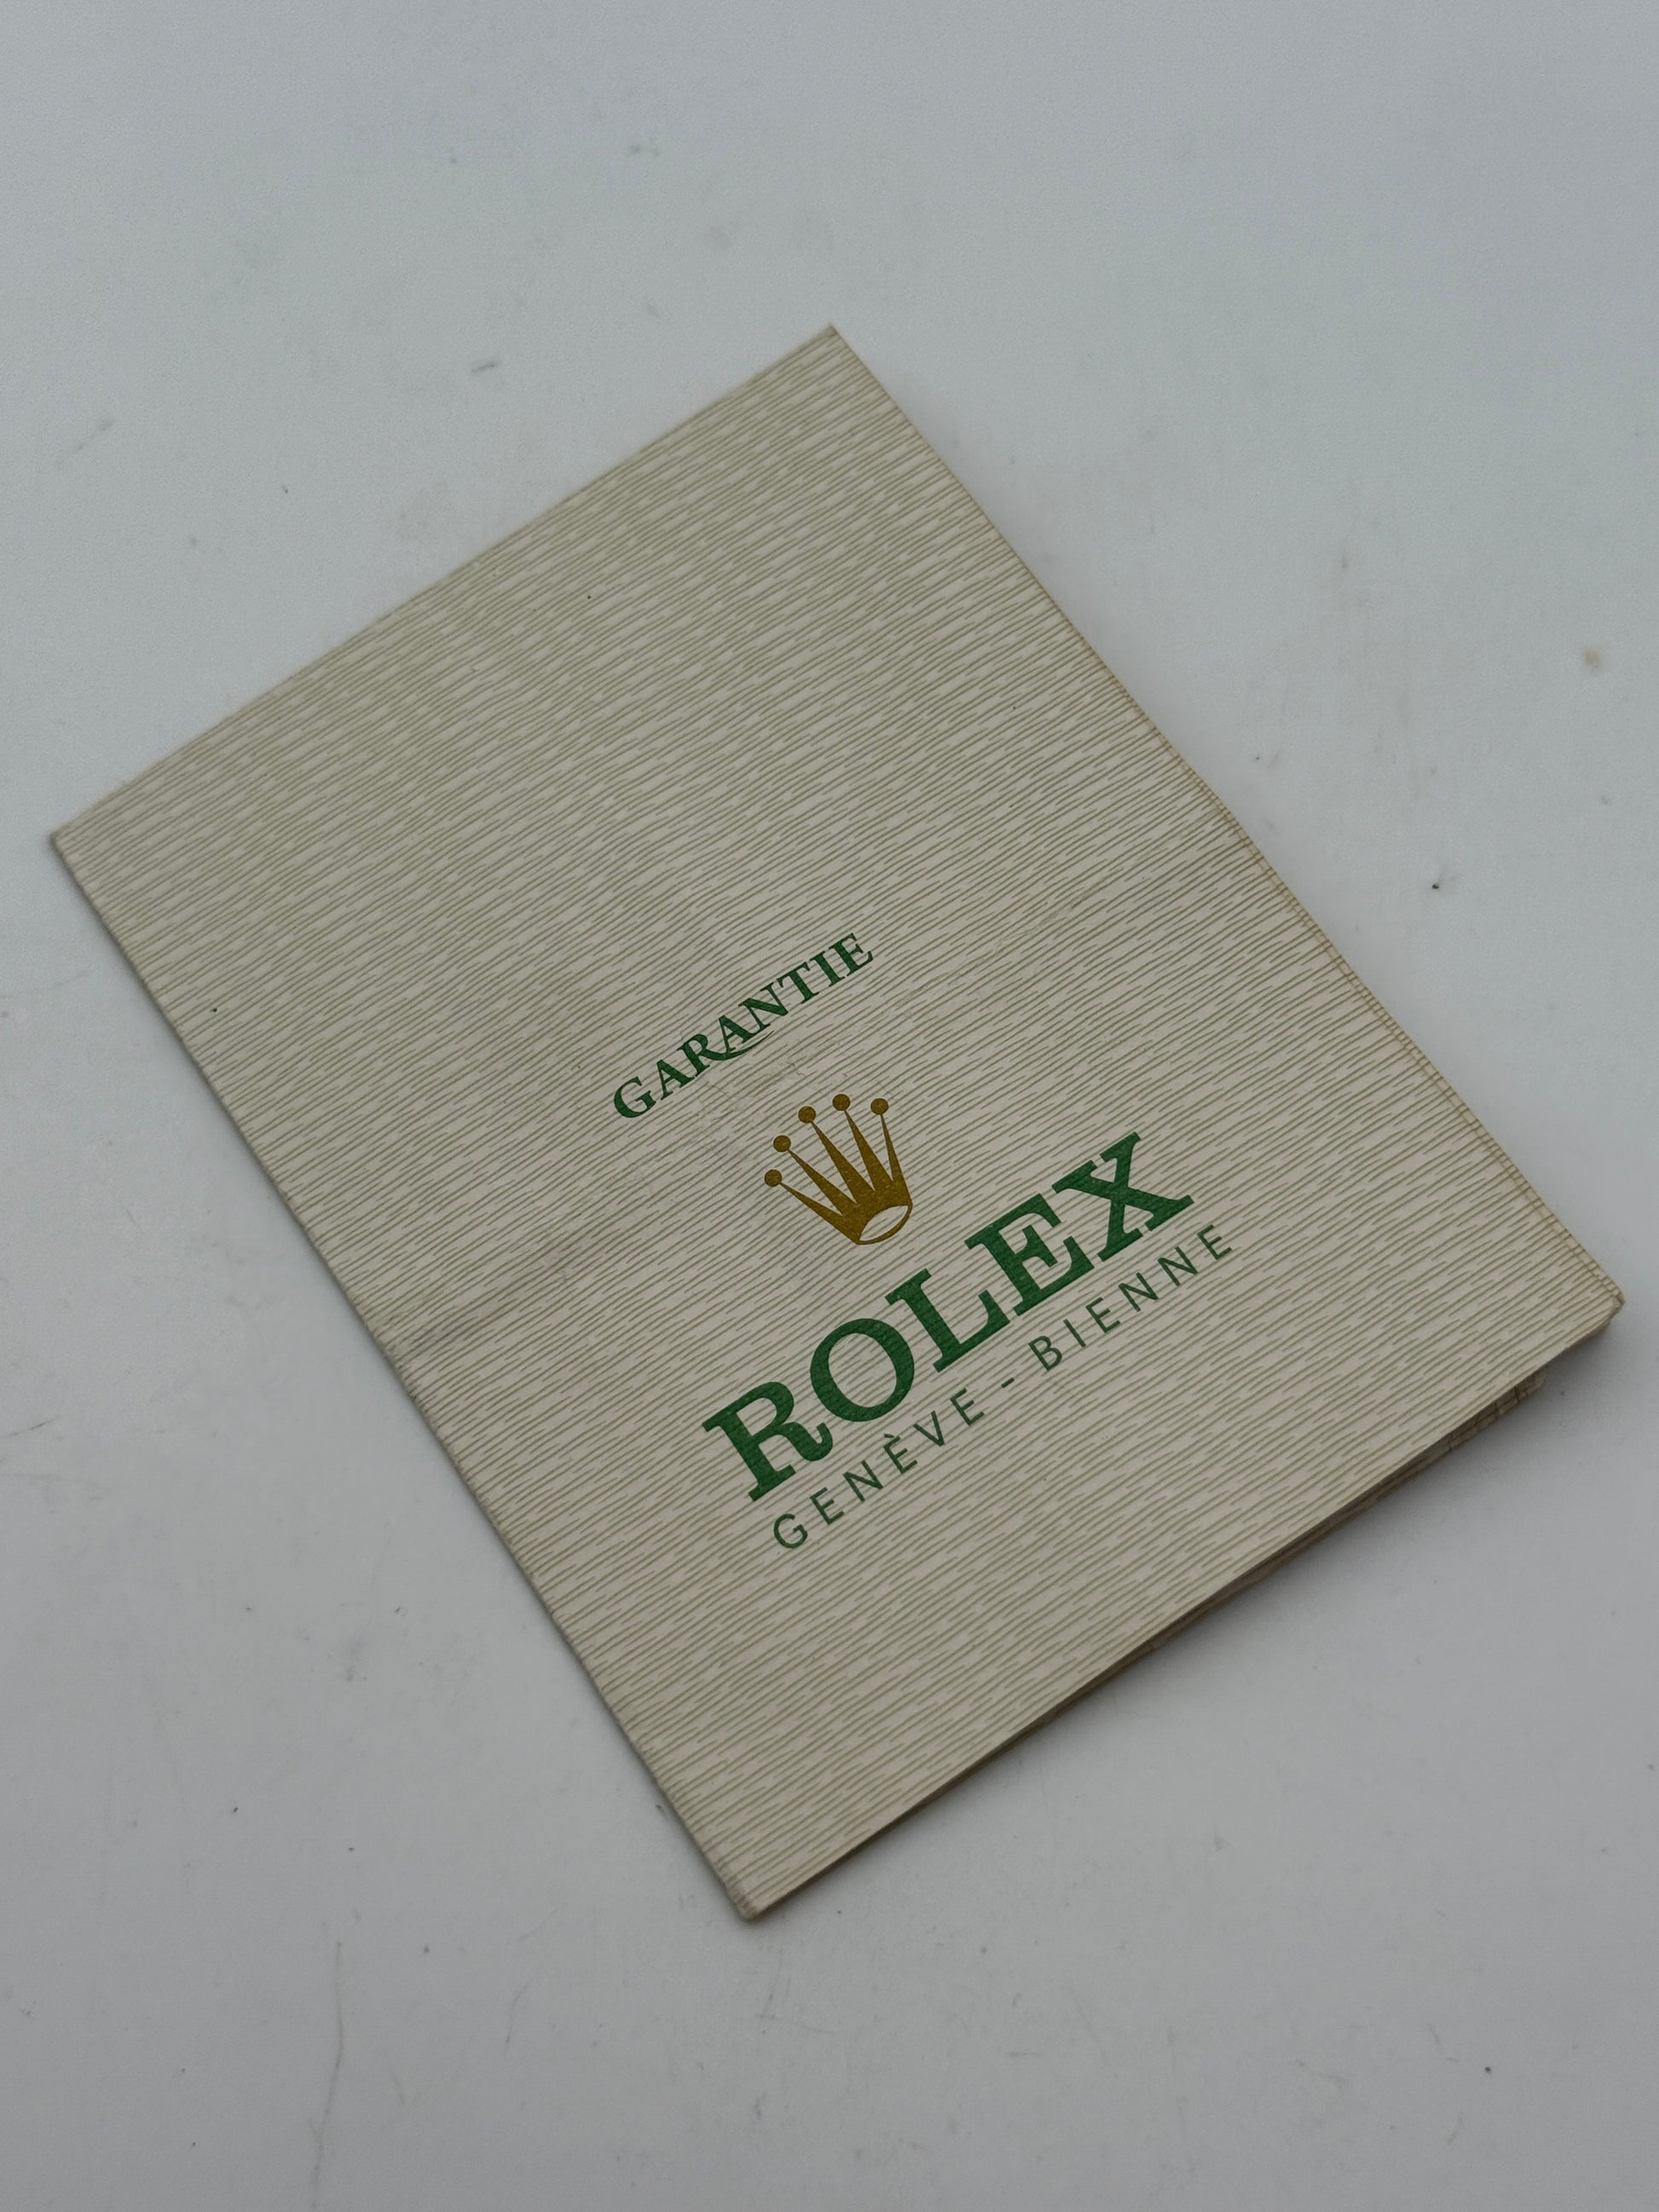 GARANTIE
ROLEX
GENÈVE - BIENNE